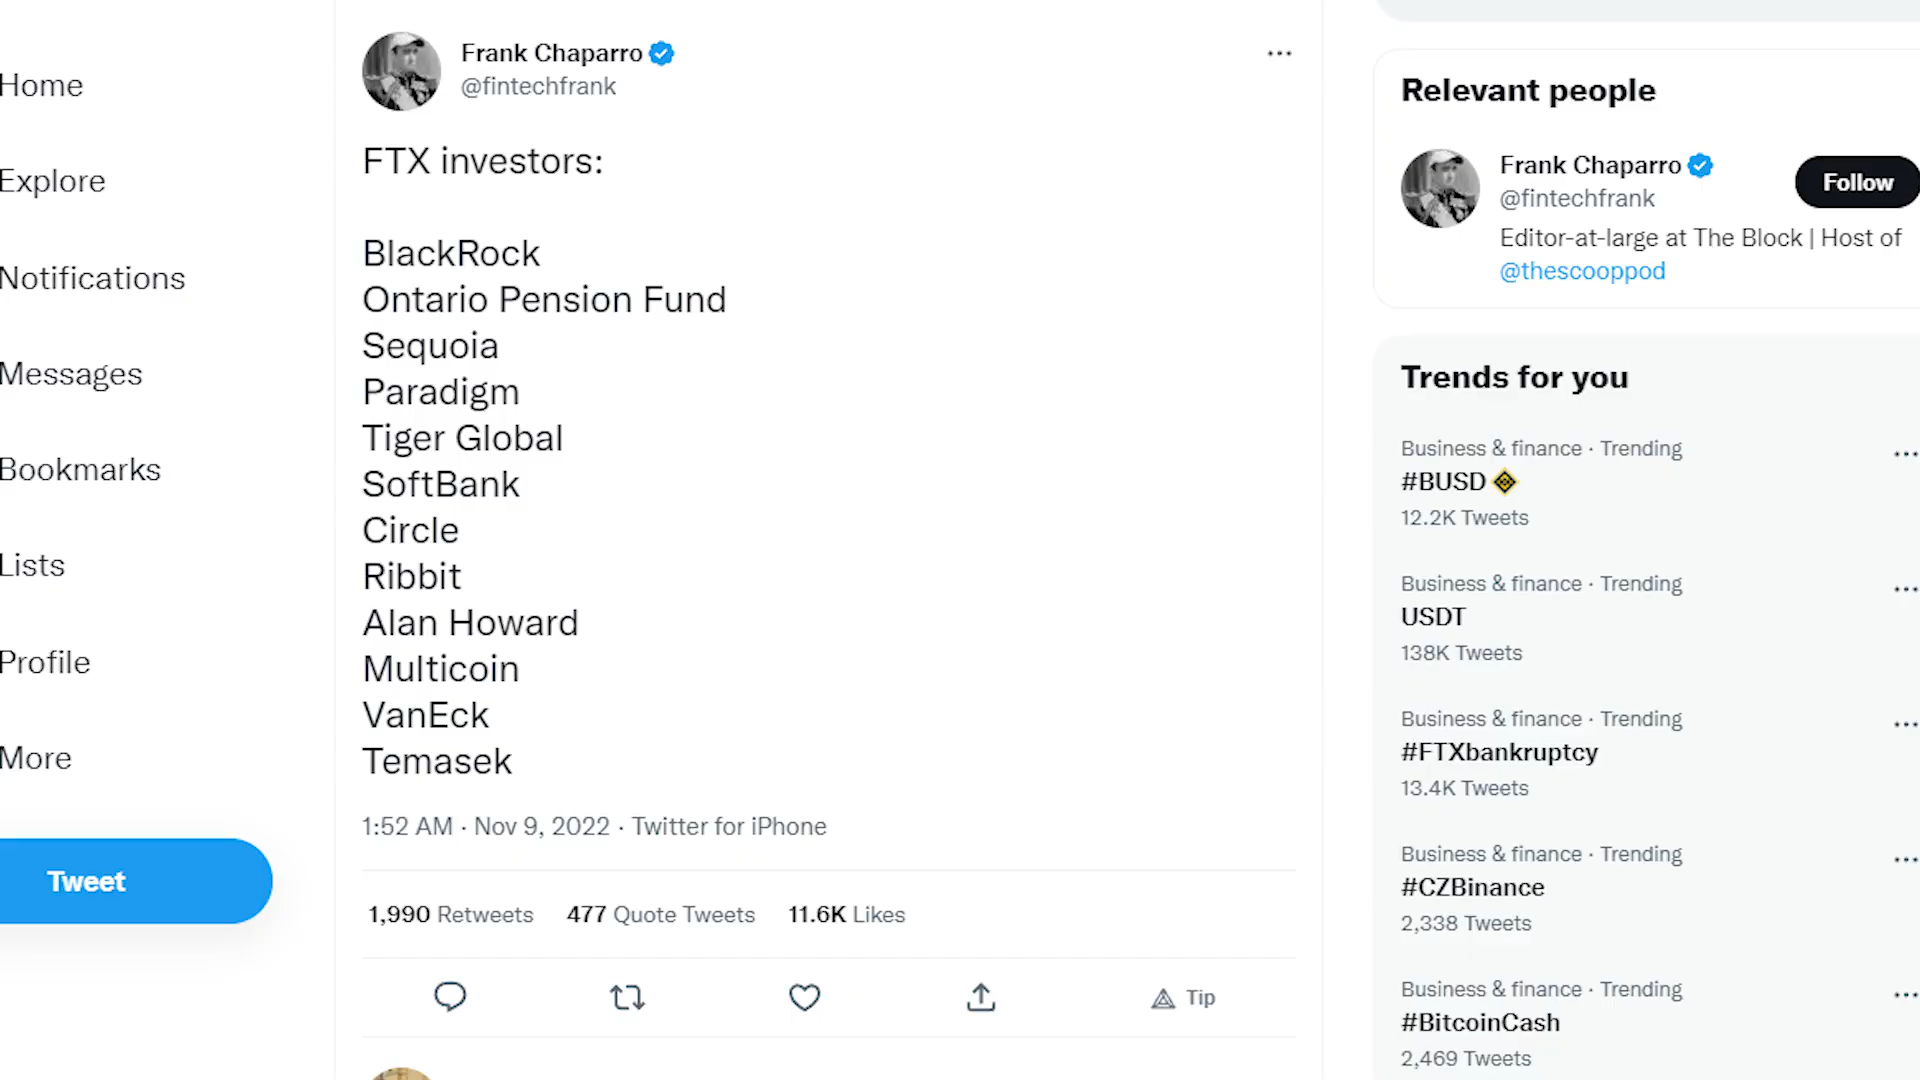 Home
Explore
Notifications
Messages
Bookmarks
Lists
Profile
More
Tweet
Frank Chaparro
@fintechfrank
FTX investors:
BlackRock
Ontario Pension Fund
Sequoia
Paradigm
Tiger Global
SoftBank
Circle
Ribbit
Alan Howard
Multicoin
VanEck
Temasek
1:52 AM · Nov 9, 2022 · Twitter for iPhone
1,990 Retweets 477 Quote Tweets 11.6K Likes
Tip
Relevant people
Frank Chaparro
@fintechfrank
Follow
Editor-at-large at The Block | Host of
@thescooppod
Trends for you
Business & finance · Trending
#BUSD
12.2K Tweets
Business & finance · Trending
USDT
138K Tweets
Business & finance · Trending
#FTXbankruptcy
13.4K Tweets
Business & finance · Trending
#CZBinance
2,338 Tweets
Business & finance · Trending
#BitcoinCash
2,469 Tweets